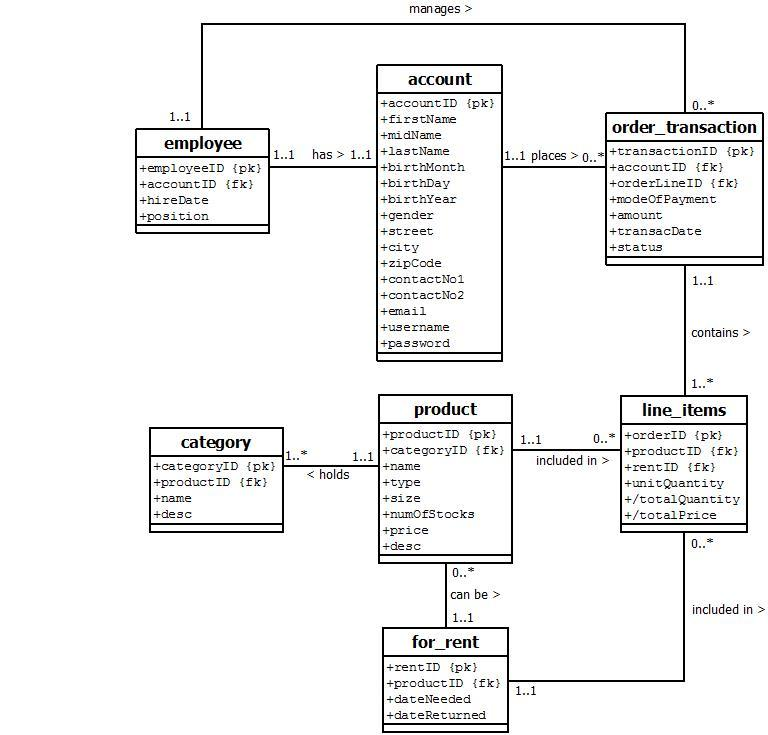 manages >
1..1
0..*
account
+accountID {pk}
+firstName
+midName
+lastName
+birthMonth
+birthDay
+birthYear
+gender
+street
+city
+zipCode
+contactNo1
+contactNo2
+email
+username
+password
employee
+employeeID {pk}
+accountID {fk}
+hireDate
+position
1..1 has > 1..1
1..1 places > 0..*
order_transaction
+transactionID {pk}
+accountID {fk}
+orderLineID {fk}
+modeOfPayment
+amount
+transacDate
+status
1..1
contains >
1..*
category
+categoryID {pk}
+productID {fk}
+name
+desc
1..* 1..1
< holds
product
+productID {pk}
+categoryID {fk}
+name
+type
+size
+numOfStocks
+price
+desc
1..1 0..*
included in >
line_items
+orderID {pk}
+productID {fk}
+rentID {fk}
+unitQuantity
+/totalQuantity
+/totalPrice
0..*
can be >
1..1
0..*
included in >
1..1
for_rent
+rentID {pk}
+productID {fk}
+dateNeeded
+dateReturned